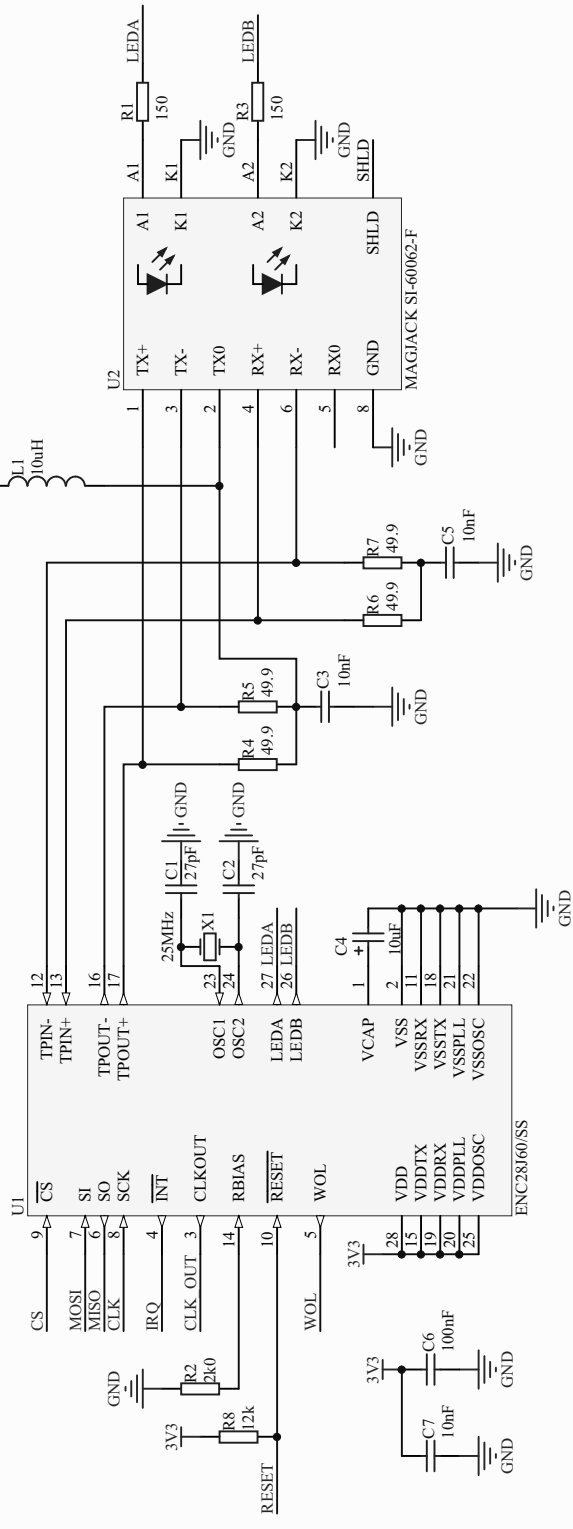 U1
ENC28J60/SS
CS
9
CS
MOSI
7
SI
MISO
6
SO
CLK
8
SCK
IRQ
4
INT
CLK_OUT
3
CLKOUT
14
RBIAS
10
RESET
WOL
5
WOL
GND
R2
2k0
3V3
R8
12k
RESET
3V3
28
VDD
15
VDDTX
19
VDDRX
20
VDDPLL
25
VDDOSC
3V3
C7
10nF
GND
C6
100nF
GND
TPIN-
12
TPIN+
13
TPOUT-
16
TPOUT+
17
OSC1
23
OSC2
24
LEDA
27
LEDA
LEDB
26
LEDB
VCAP
1
VSS
2
VSSRX
11
VSSTX
18
VSSPLL
21
VSSOSC
22
C4
+
10uF
GND
25MHz
X1
C1
27pF
GND
C2
27pF
GND
R4
49.9
R5
49.9
C3
10nF
GND
R6
49.9
R7
49.9
C5
10nF
GND
L1
10uH
U2
MAGJACK SI-60062-F
1
TX+
3
TX-
2
TX0
4
RX+
6
RX-
5
RX0
8
GND
GND
A1
A1
K1
K1
A2
A2
K2
K2
SHLD
SHLD
R1
150
LEDA
GND
R3
150
LEDB
GND